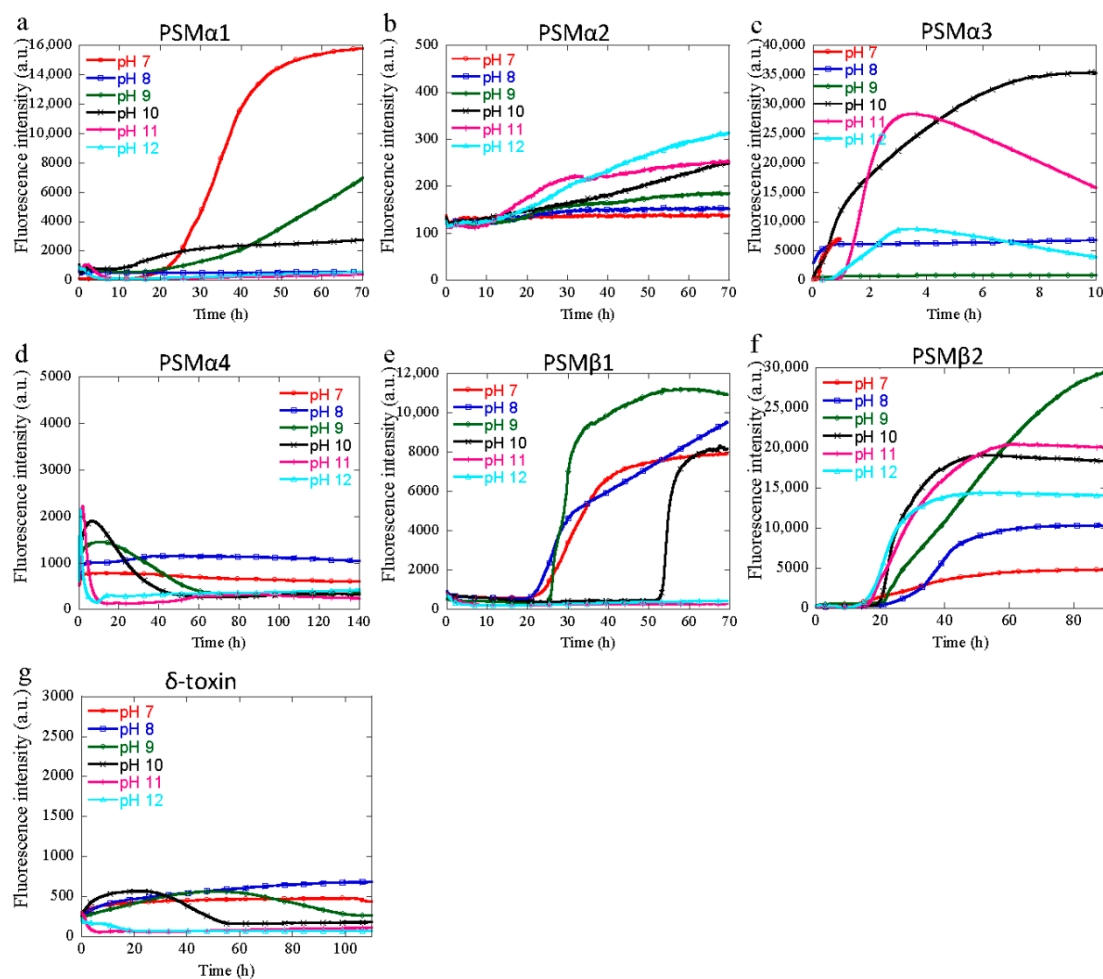 a PSMα1
Fluorescence intensity (a.u.)
16,000
14,000
12,000
10,000
8000
6000
4000
2000
0
pH 7
pH 8
pH 9
pH 10
pH 11
pH 12
0 10 20 30 40 50 60 70
Time (h)
b PSMα2
Fluorescence intensity (a.u.)
500
400
300
200
100
0
pH 7
pH 8
pH 9
pH 10
pH 11
pH 12
0 10 20 30 40 50 60 70
Time (h)
c PSMα3
Fluorescence intensity (a.u.)
40,000
35,000
30,000
25,000
20,000
15,000
10,000
5000
0
pH 7
pH 8
pH 9
pH 10
pH 11
pH 12
0 2 4 6 8 10
Time (h)
d PSMα4
Fluorescence intensity (a.u.)
5000
4000
3000
2000
1000
0
pH 7
pH 8
pH 9
pH 10
pH 11
pH 12
0 20 40 60 80 100 120 140
Time (h)
e PSMβ1
Fluorescence intensity (a.u.)
12,000
10,000
8000
6000
4000
2000
0
pH 7
pH 8
pH 9
pH 10
pH 11
pH 12
0 10 20 30 40 50 60 70
Time (h)
f PSMβ2
Fluorescence intensity (a.u.)
30,000
25,000
20,000
15,000
10,000
5000
0
pH 7
pH 8
pH 9
pH 10
pH 11
pH 12
0 20 40 60 80
Time (h)
g δ-toxin
Fluorescence intensity (a.u.)
3000
2500
2000
1500
1000
500
0
pH 7
pH 8
pH 9
pH 10
pH 11
pH 12
0 20 40 60 80 100
Time (h)